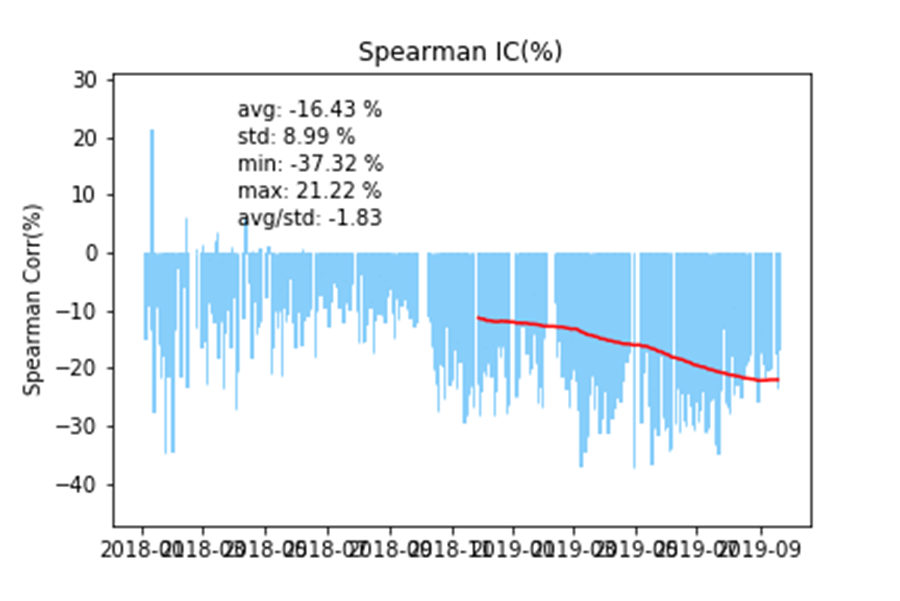 Spearman IC(%)
30
avg: -16.43 %
std: 8.99 %
20
min: -37.32 %
max: 21.22 %
10
avg/std: -1.83
0
−10
−20
−30
−40
Spearman Corr(%)
2018-01 2018-03 2018-05 2018-07 2018-09 2018-11 2019-01 2019-03 2019-05 2019-07 2019-09